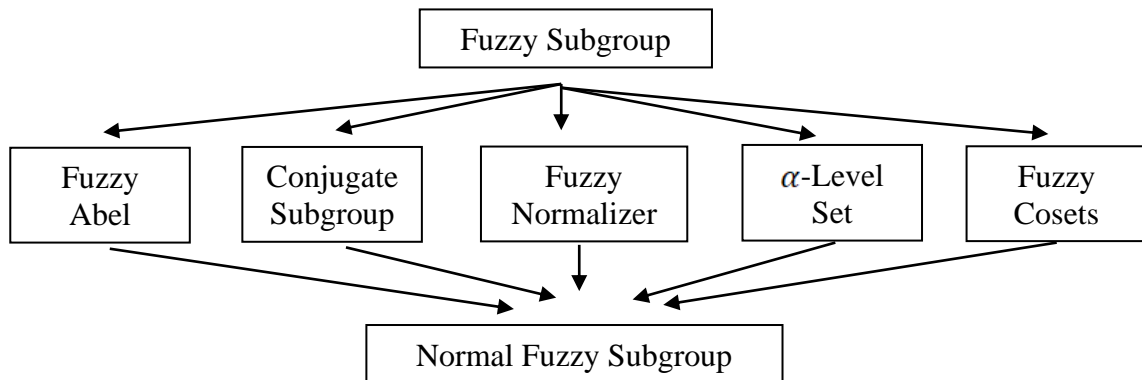 Fuzzy Subgroup
Fuzzy
Abel
Conjugate
Subgroup
Fuzzy
Normalizer
α-Level
Set
Fuzzy
Cosets
Normal Fuzzy Subgroup